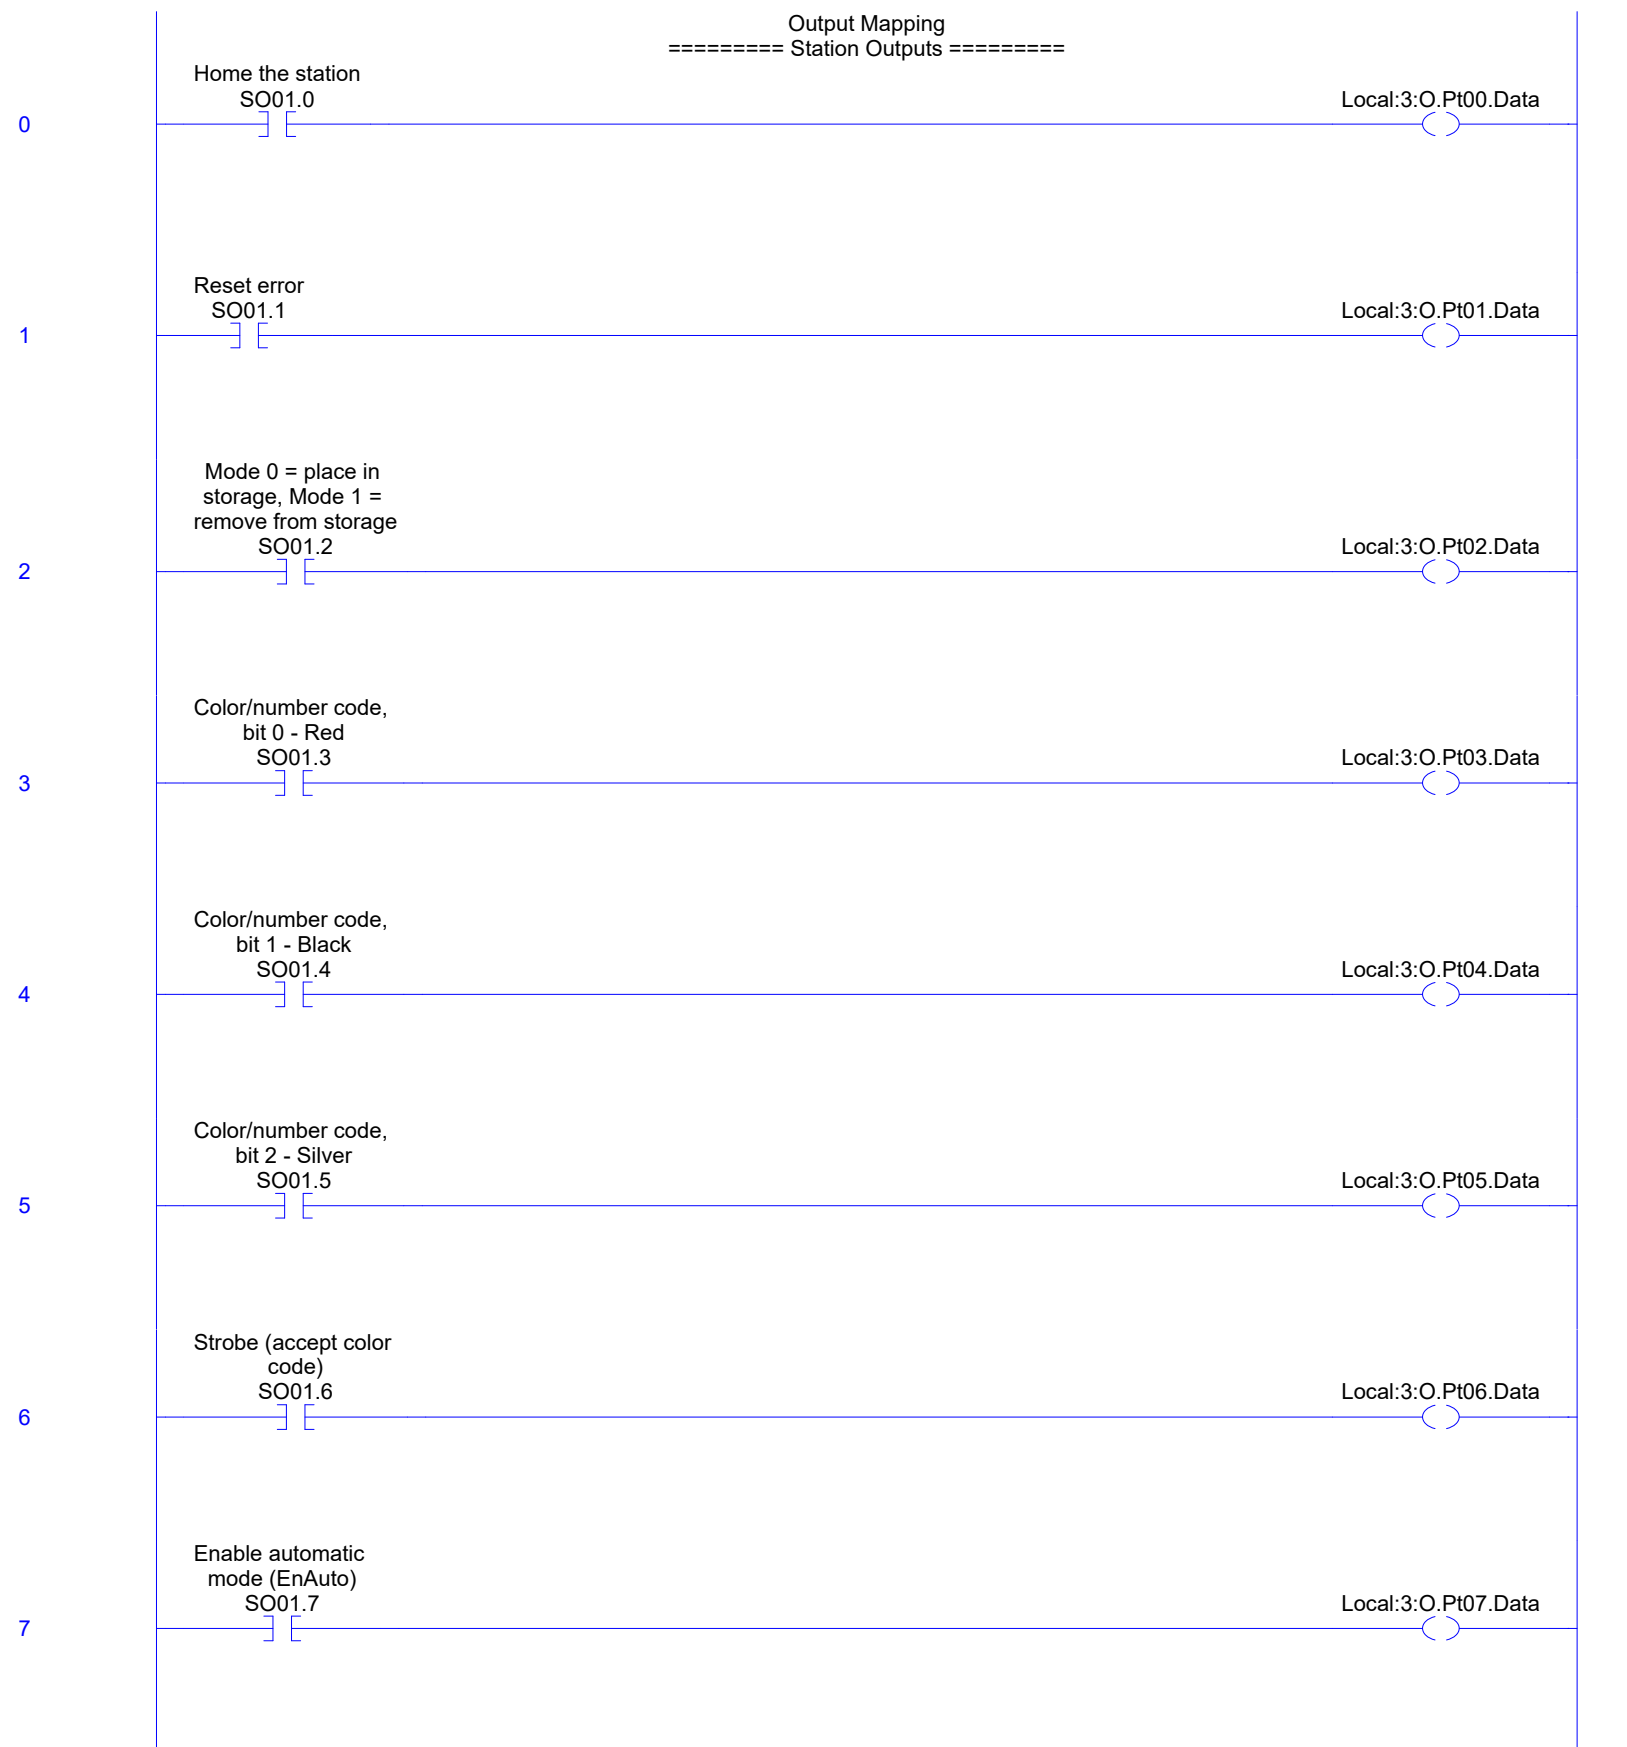 Output Mapping
========= Station Outputs =========
Home the station
SO01.0
Local:3:O.Pt00.Data
0
Reset error
SO01.1
Local:3:O.Pt01.Data
1
Mode 0 = place in
storage, Mode 1 =
remove from storage
SO01.2
Local:3:O.Pt02.Data
2
Color/number code,
bit 0 - Red
SO01.3
Local:3:O.Pt03.Data
3
Color/number code,
bit 1 - Black
SO01.4
Local:3:O.Pt04.Data
4
Color/number code,
bit 2 - Silver
SO01.5
Local:3:O.Pt05.Data
5
Strobe (accept color
code)
SO01.6
Local:3:O.Pt06.Data
6
Enable automatic
mode (EnAuto)
SO01.7
Local:3:O.Pt07.Data
7